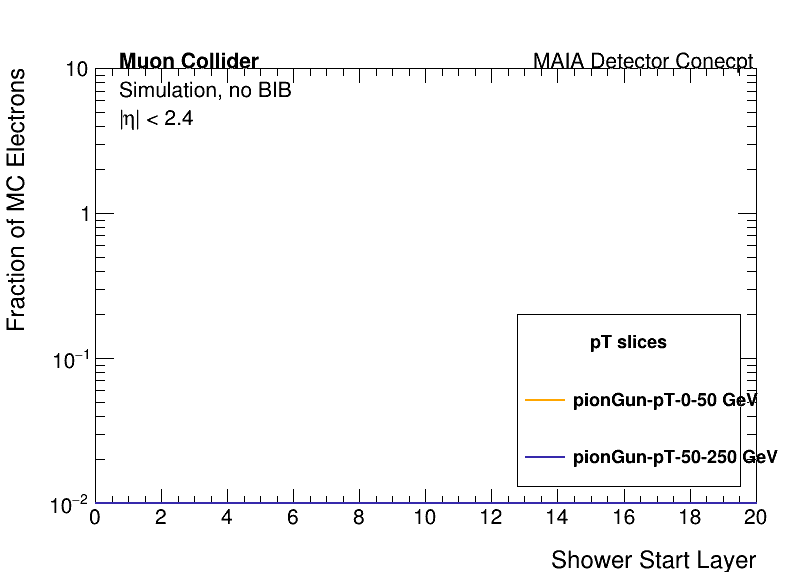 Muon Collider
MAIA Detector Conecpt
Simulation, no BIB
|η| < 2.4
Fraction of MC Electrons
10
1
10⁻¹
10⁻²
pT slices
pionGun-pT-0-50 GeV
pionGun-pT-50-250 GeV
0 2 4 6 8 10 12 14 16 18 20
Shower Start Layer